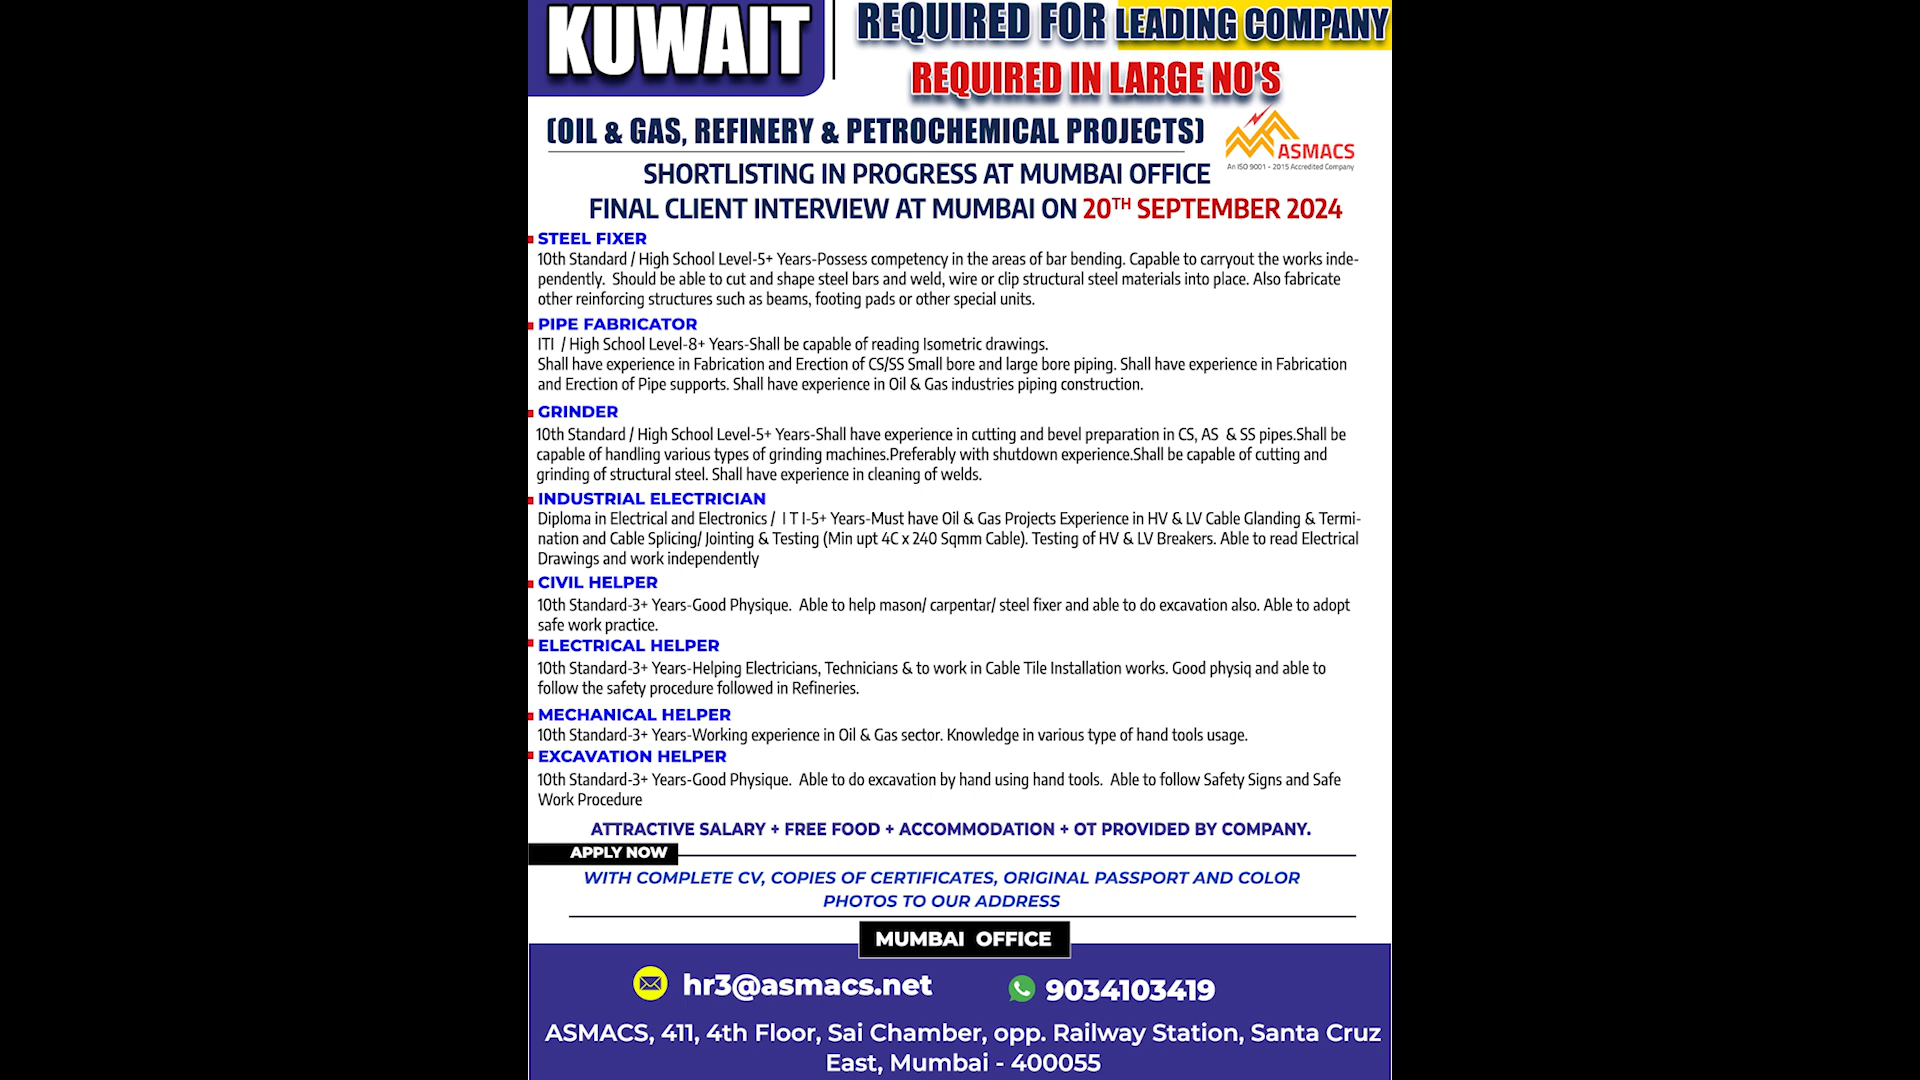 KUWAIT
REQUIRED FOR LEADING COMPANY
REQUIRED IN LARGE NO'S
(OIL & GAS, REFINERY & PETROCHEMICAL PROJECTS)
ASMACS
An ISO 9001 - 2015 Accredited Company
SHORTLISTING IN PROGRESS AT MUMBAI OFFICE
FINAL CLIENT INTERVIEW AT MUMBAI ON 20TH SEPTEMBER 2024
STEEL FIXER
10th Standard / High School Level-5+ Years-Possess competency in the areas of bar bending. Capable to carryout the works inde-
pendently. Should be able to cut and shape steel bars and weld, wire or clip structural steel materials into place. Also fabricate
other reinforcing structures such as beams, footing pads or other special units.
PIPE FABRICATOR
ITI / High School Level-8+ Years-Shall be capable of reading Isometric drawings.
Shall have experience in Fabrication and Erection of CS/SS Small bore and large bore piping. Shall have experience in Fabrication
and Erection of Pipe supports. Shall have experience in Oil & Gas industries piping construction.
GRINDER
10th Standard / High School Level-5+ Years-Shall have experience in cutting and bevel preparation in CS, AS & SS pipes.Shall be
capable of handling various types of grinding machines.Preferably with shutdown experience.Shall be capable of cutting and
grinding of structural steel. Shall have experience in cleaning of welds.
INDUSTRIAL ELECTRICIAN
Diploma in Electrical and Electronics / I T I-5+ Years-Must have Oil & Gas Projects Experience in HV & LV Cable Glanding & Termi-
nation and Cable Splicing/ Jointing & Testing (Min upt 4C x 240 Sqmm Cable). Testing of HV & LV Breakers. Able to read Electrical
Drawings and work independently
CIVIL HELPER
10th Standard-3+ Years-Good Physique. Able to help mason/ carpentar/ steel fixer and able to do excavation also. Able to adopt
safe work practice.
ELECTRICAL HELPER
10th Standard-3+ Years-Helping Electricians, Technicians & to work in Cable Tile Installation works. Good physiq and able to
follow the safety procedure followed in Refineries.
MECHANICAL HELPER
10th Standard-3+ Years-Working experience in Oil & Gas sector. Knowledge in various type of hand tools usage.
EXCAVATION HELPER
10th Standard-3+ Years-Good Physique. Able to do excavation by hand using hand tools. Able to follow Safety Signs and Safe
Work Procedure
ATTRACTIVE SALARY + FREE FOOD + ACCOMMODATION + OT PROVIDED BY COMPANY.
APPLY NOW
WITH COMPLETE CV, COPIES OF CERTIFICATES, ORIGINAL PASSPORT AND COLOR
PHOTOS TO OUR ADDRESS
MUMBAI OFFICE
hr3@asmacs.net
9034103419
ASMACS, 411, 4th Floor, Sai Chamber, opp. Railway Station, Santa Cruz
East, Mumbai - 400055